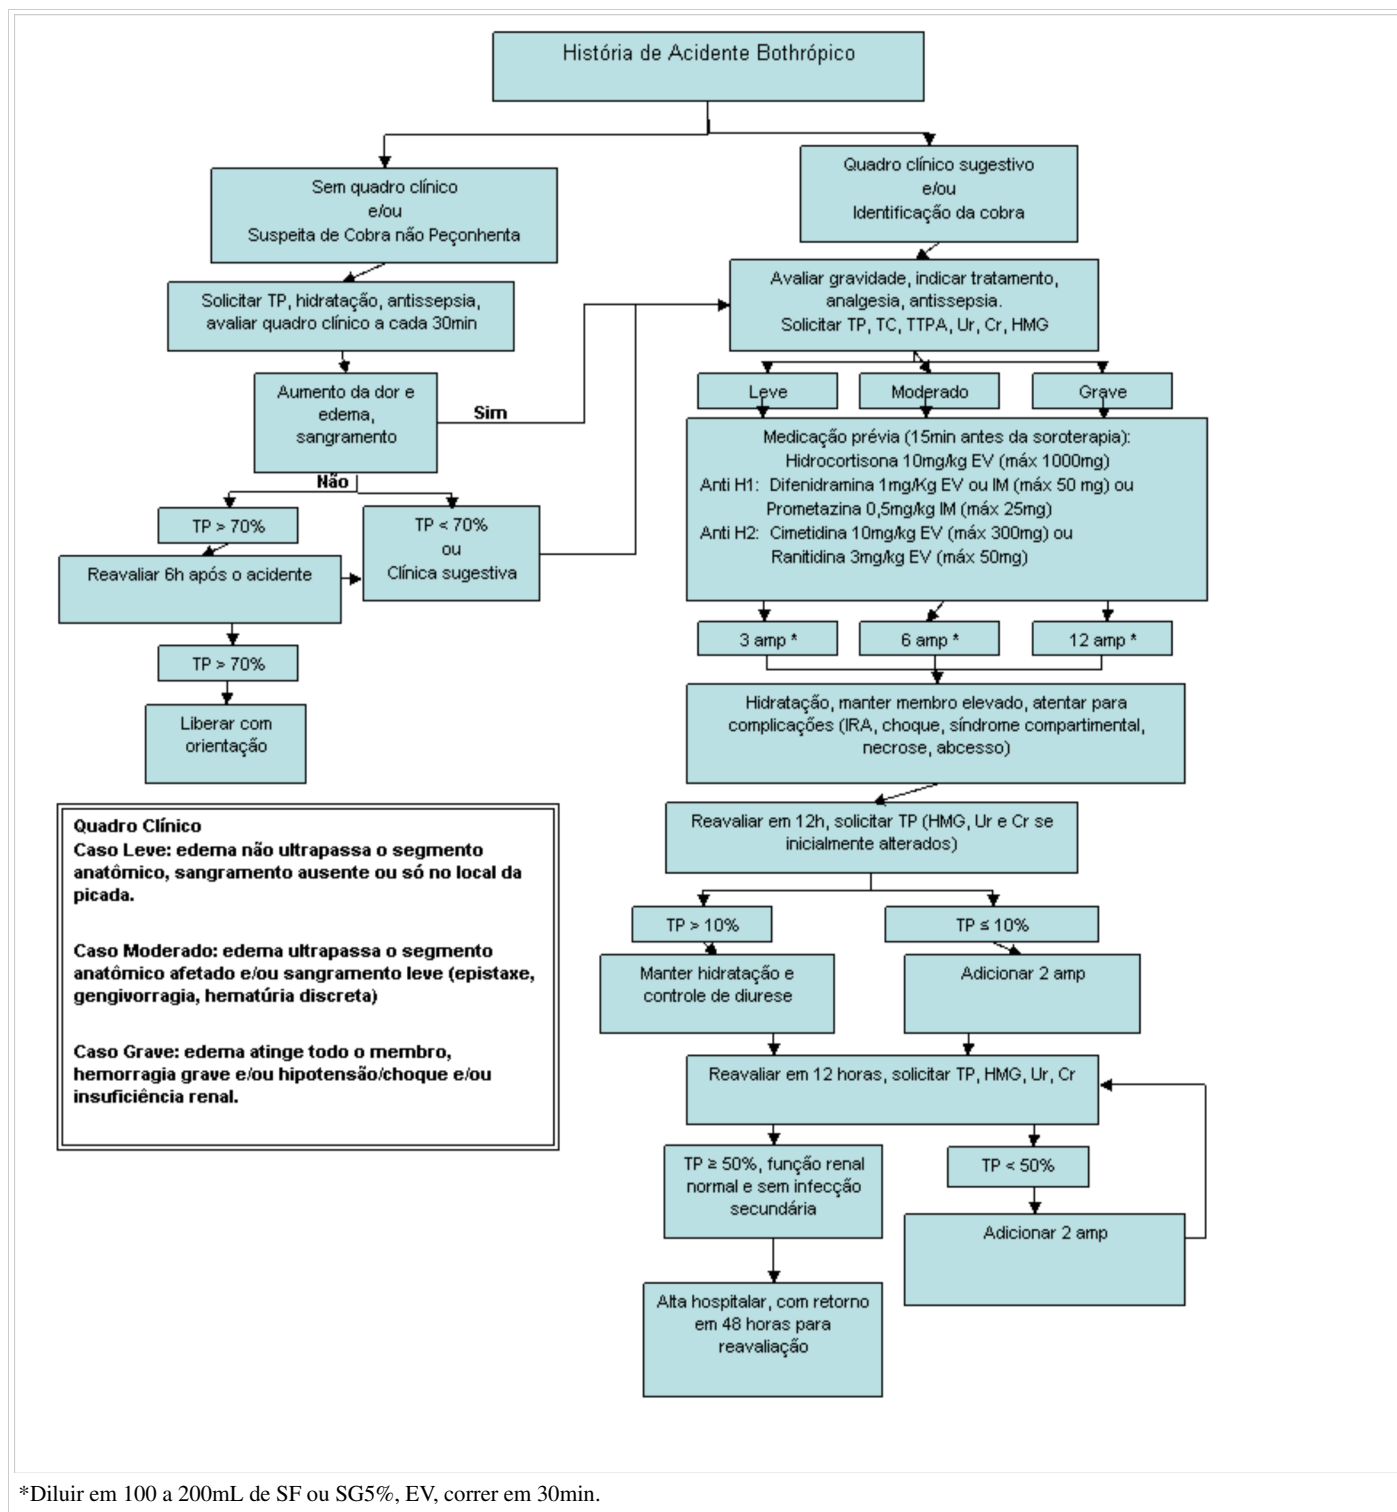 História de Acidente Bothrópico
Sem quadro clínico
e/ou
Suspeita de Cobra não Peçonhenta
Quadro clínico sugestivo
e/ou
Identificação da cobra
Solicitar TP, hidratação, antissepsia,
avaliar quadro clínico a cada 30min
Avaliar gravidade, indicar tratamento,
analgesia, antissepsia.
Solicitar TP, TC, TTPA, Ur, Cr, HMG
Aumento da dor e
edema,
sangramento
Sim
Não
Leve
Moderado
Grave
Medicação prévia (15min antes da soroterapia):
Hidrocortisona 10mg/kg EV (máx 1000mg)
Anti H1: Difenidramina 1mg/Kg EV ou IM (máx 50 mg) ou
Prometazina 0,5mg/kg IM (máx 25mg)
Anti H2: Cimetidina 10mg/kg EV (máx 300mg) ou
Ranitidina 3mg/kg EV (máx 50mg)
TP > 70%
TP < 70%
ou
Clínica sugestiva
Reavaliar 6h após o acidente
TP > 70%
Liberar com
orientação
3 amp *
6 amp *
12 amp *
Hidratação, manter membro elevado, atentar para
complicações (IRA, choque, síndrome compartimental,
necrose, abcesso)
Reavaliar em 12h, solicitar TP (HMG, Ur e Cr se
inicialmente alterados)
TP > 10%
TP ≤ 10%
Manter hidratação e
controle de diurese
Adicionar 2 amp
Reavaliar em 12 horas, solicitar TP, HMG, Ur, Cr
TP ≥ 50%, função renal
normal e sem infecção
secundária
TP < 50%
Adicionar 2 amp
Alta hospitalar, com retorno
em 48 horas para
reavaliação
Quadro Clínico
Caso Leve: edema não ultrapassa o segmento
anatômico, sangramento ausente ou só no local da
picada.
Caso Moderado: edema ultrapassa o segmento
anatômico afetado e/ou sangramento leve (epistaxe,
gengivorragia, hematúria discreta)
Caso Grave: edema atinge todo o membro,
hemorragia grave e/ou hipotensão/choque e/ou
insuficiência renal.
*Diluir em 100 a 200mL de SF ou SG5%, EV, correr em 30min.